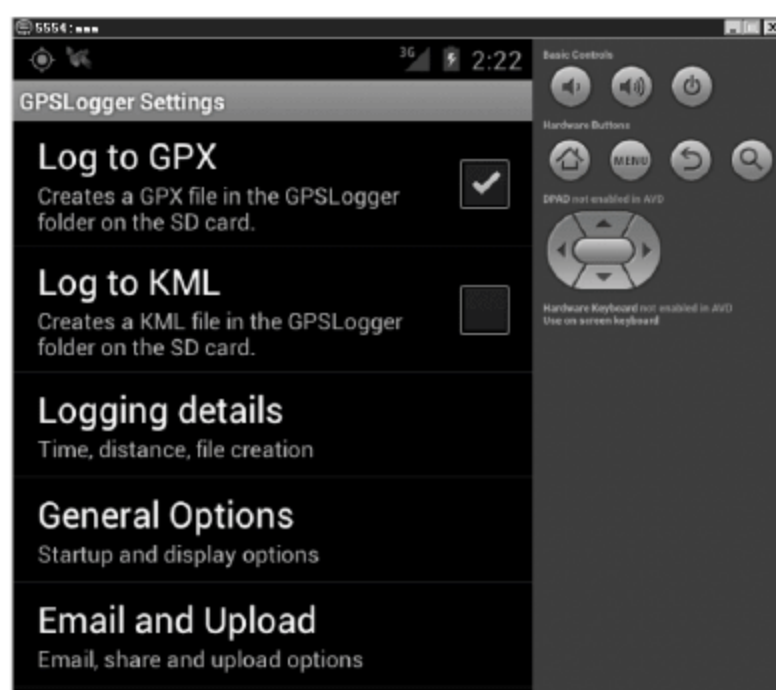 5554:
3G 2:22
GPSLogger Settings
Log to GPX
Creates a GPX file in the GPSLogger
folder on the SD card.
Log to KML
Creates a KML file in the GPSLogger
folder on the SD card.
Logging details
Time, distance, file creation
General Options
Startup and display options
Email and Upload
Email, share and upload options
Basic Controls
Hardware Buttons
MENU
DPAD not enabled in AVD
Hardware Keyboard not enabled in AVD
Use on screen keyboard